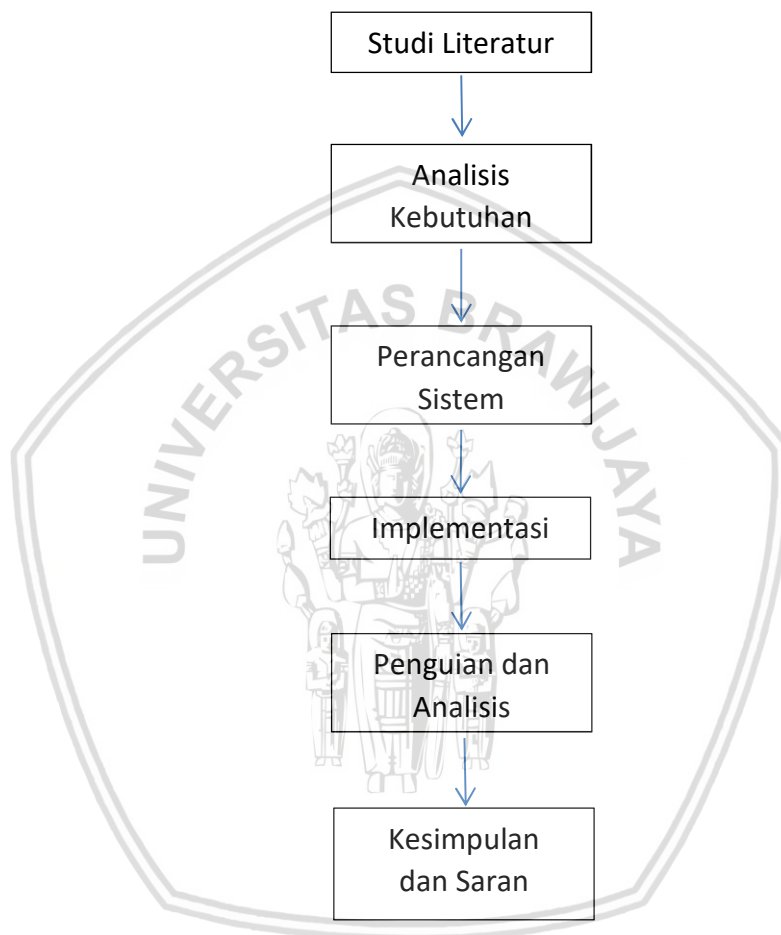 Studi Literatur
Analisis
Kebutuhan
UNIVERSITAS BRAWIJAYA
Perancangan
Sistem
Implementasi
Penguian dan
Analisis
Kesimpulan
dan Saran